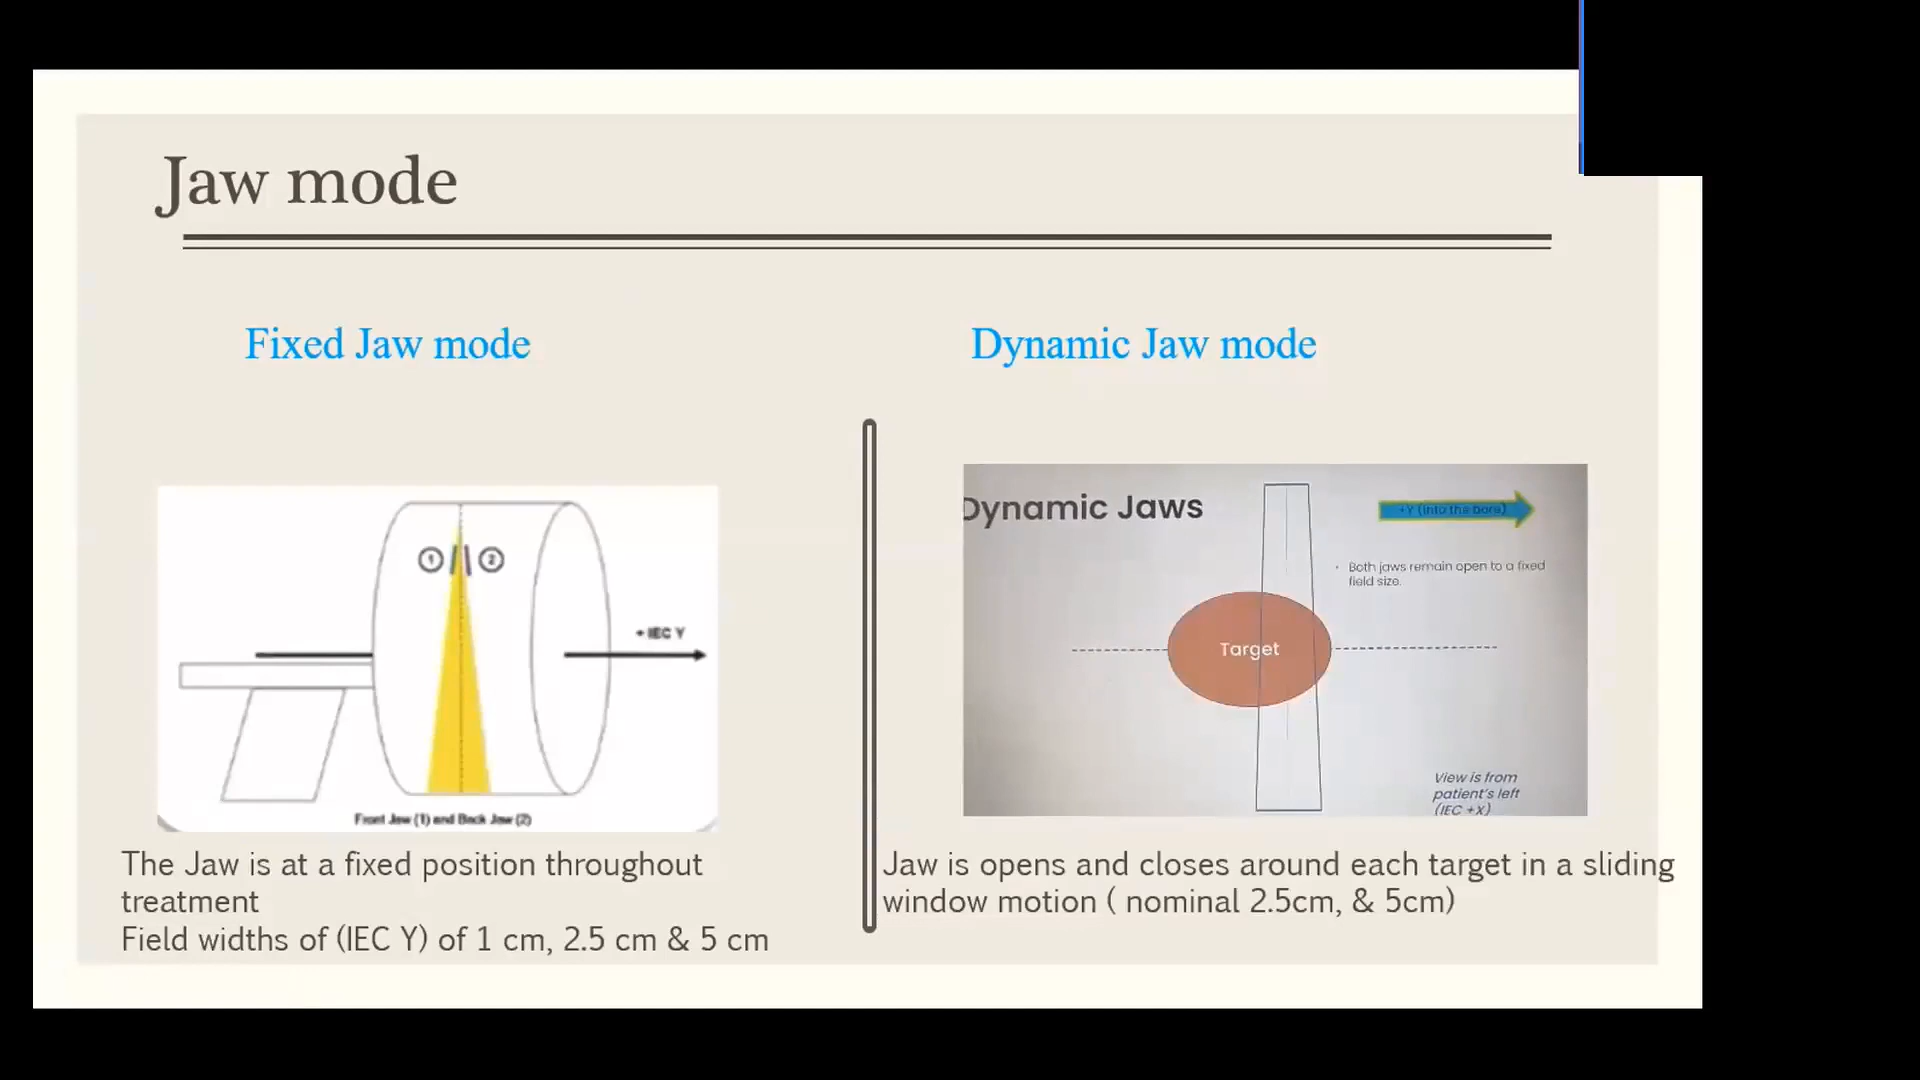 Jaw mode
Fixed Jaw mode
1 2
+ IEC Y
Front Jaw (1) and Back Jaw (2)
The Jaw is at a fixed position throughout
treatment
Field widths of (IEC Y) of 1 cm, 2.5 cm & 5 cm
Dynamic Jaw mode
Dynamic Jaws
+Y (into the bore)
• Both jaws remain open to a fixed
field size.
Target
View is from
patient's left
(IEC +X)
Jaw is opens and closes around each target in a sliding
window motion ( nominal 2.5cm, & 5cm)